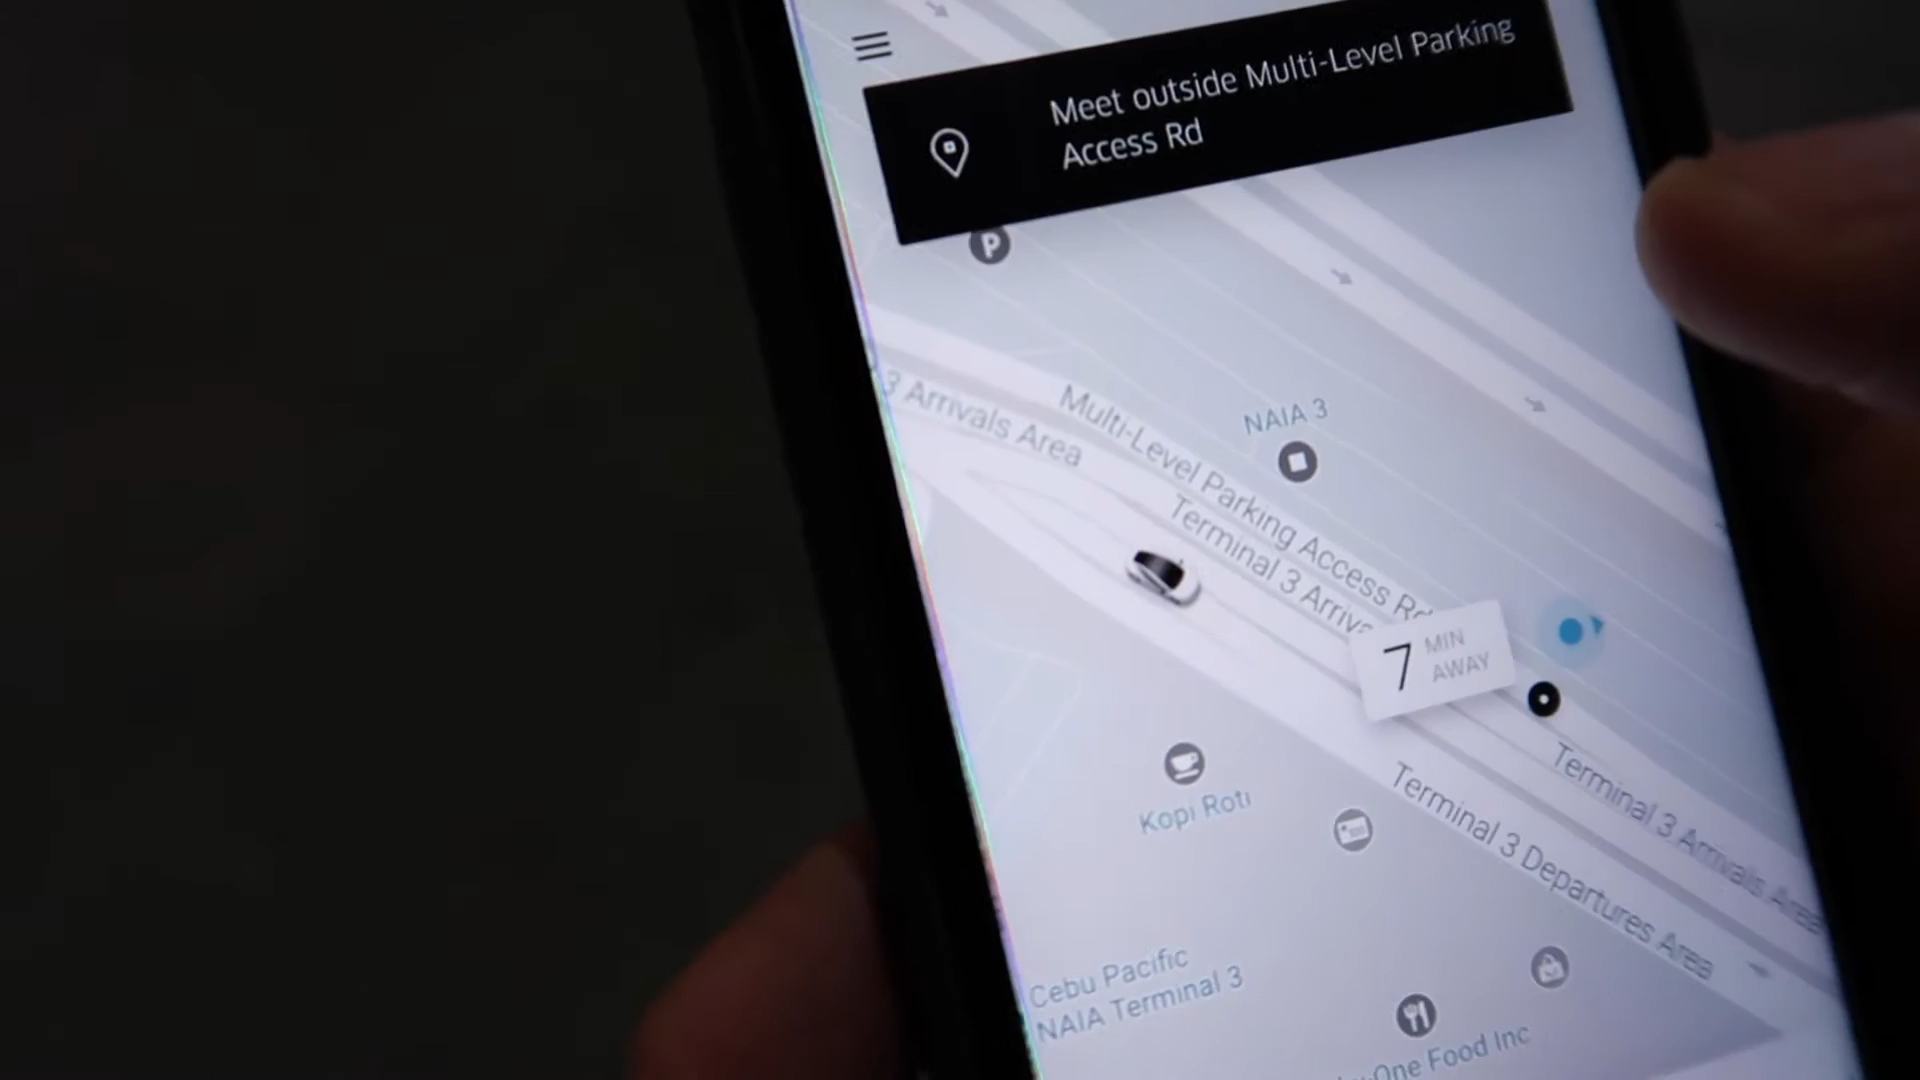 Meet outside Multi-Level Parking
Access Rd
P
NAIA 3
3 Arrivals Area
Multi-Level Parking Access Rd
Terminal 3
7 MIN
AWAY
Kopi Roti
Terminal 3 Arrivals Area
Terminal 3 Departures Area
Cebu Pacific
NAIA Terminal 3
One Food Inc